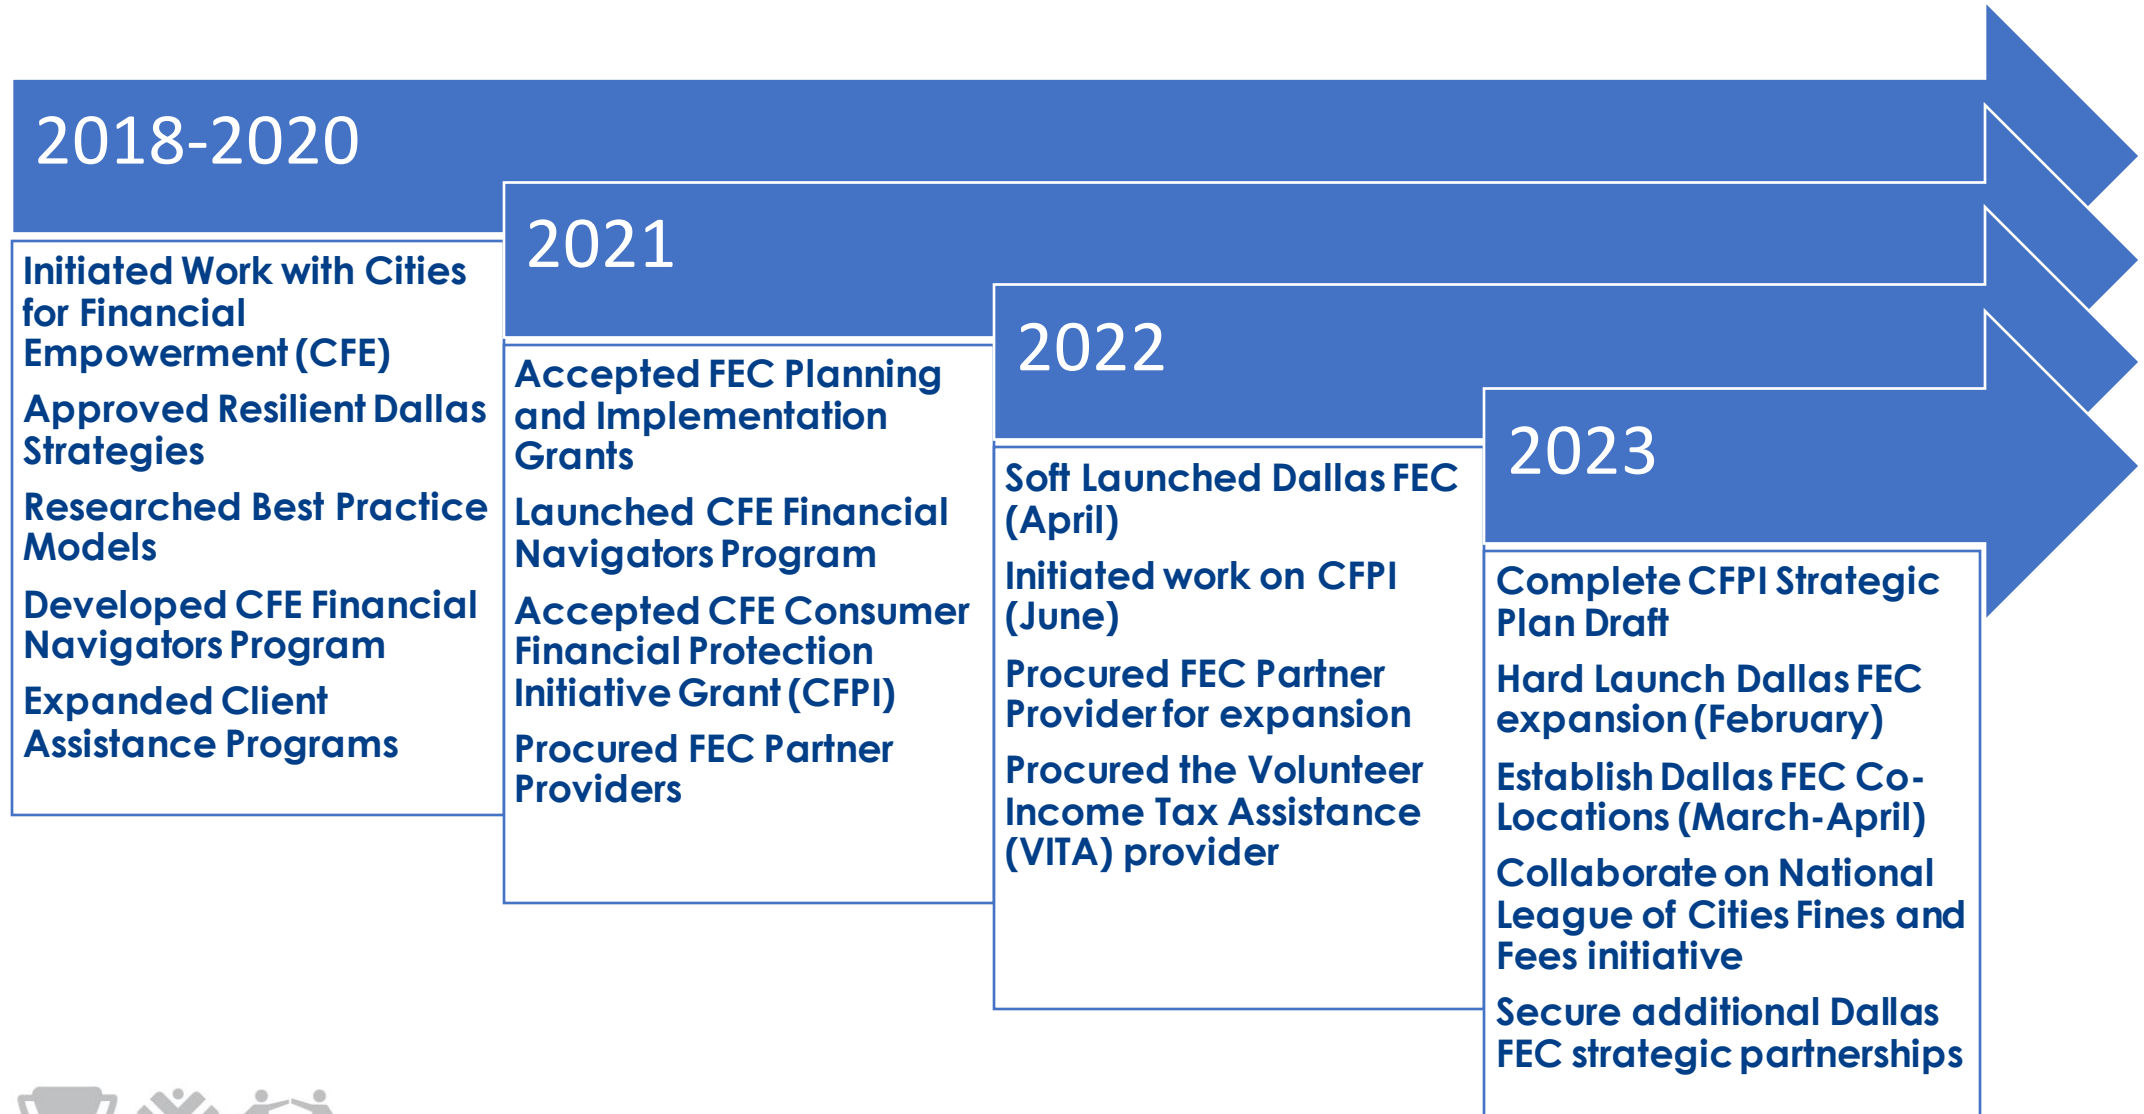 2018-2020
Initiated Work with Cities
for Financial
Empowerment (CFE)
Approved Resilient Dallas
Strategies
Researched Best Practice
Models
Developed CFE Financial
Navigators Program
Expanded Client
Assistance Programs
2021
Accepted FEC Planning
and Implementation
Grants
Launched CFE Financial
Navigators Program
Accepted CFE Consumer
Financial Protection
Initiative Grant (CFPI)
Procured FEC Partner
Providers
2022
Soft Launched Dallas FEC
(April)
Initiated work on CFPI
(June)
Procured FEC Partner
Provider for expansion
Procured the Volunteer
Income Tax Assistance
(VITA) provider
2023
Complete CFPI Strategic
Plan Draft
Hard Launch Dallas FEC
expansion (February)
Establish Dallas FEC Co-
Locations (March-April)
Collaborate on National
League of Cities Fines and
Fees initiative
Secure additional Dallas
FEC strategic partnerships